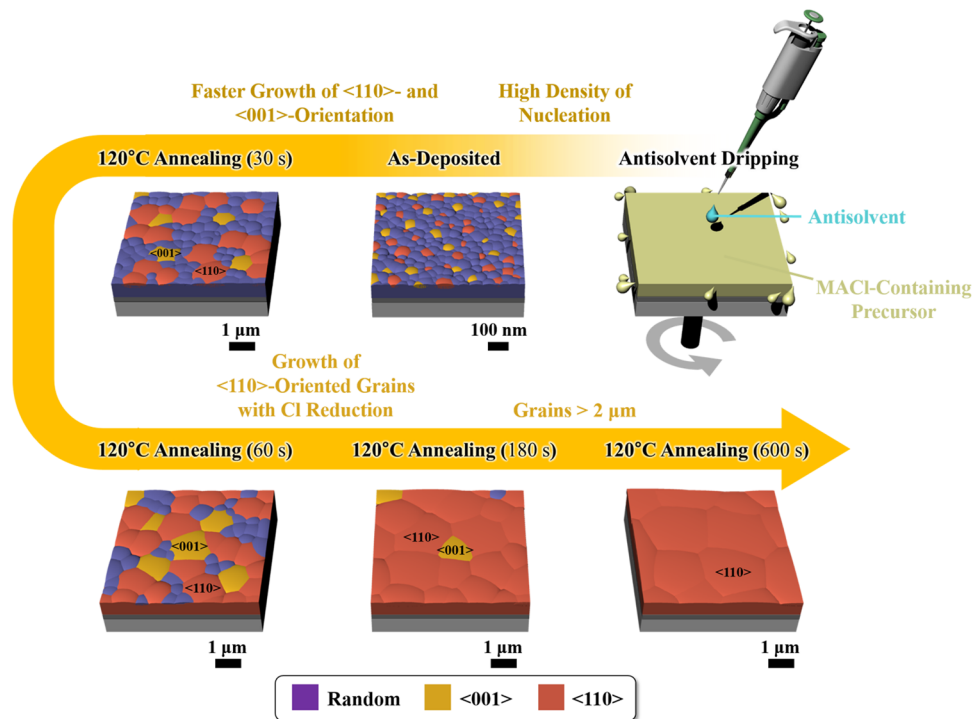 Faster Growth of <110>- and
<001>-Orientation
High Density of
Nucleation
120°C Annealing (30 s)
As-Deposited
Antisolvent Dripping
Antisolvent
<001>
<110>
MACl-Containing
Precursor
1 μm
100 nm
Growth of
<110>-Oriented Grains
with Cl Reduction
Grains > 2 μm
120°C Annealing (60 s)
120°C Annealing (180 s)
120°C Annealing (600 s)
<001>
<110>
<110>
<001>
<110>
1 μm
1 μm
1 μm
Random
<001>
<110>